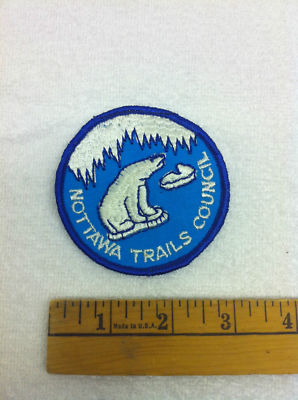 NOTTAWA TRAILS COUNCIL
1 2 3 4
Made in U.S.A.